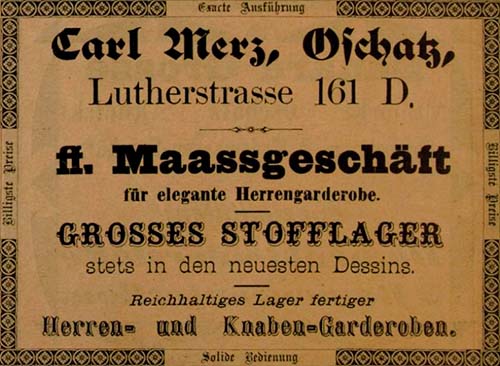 Exacte Ausführung
Carl Merz, Oschatz,
Lutherstrasse 161 D.
ff. Maassgeschäft
für elegante Herrengarderobe.
GROSSES STOFFLAGER
stets in den neuesten Dessins.
Reichhaltiges Lager fertiger
Herren- und Knaben-Garderoben.
Billigste Preise
Billigste Preise
Solide Bedienung